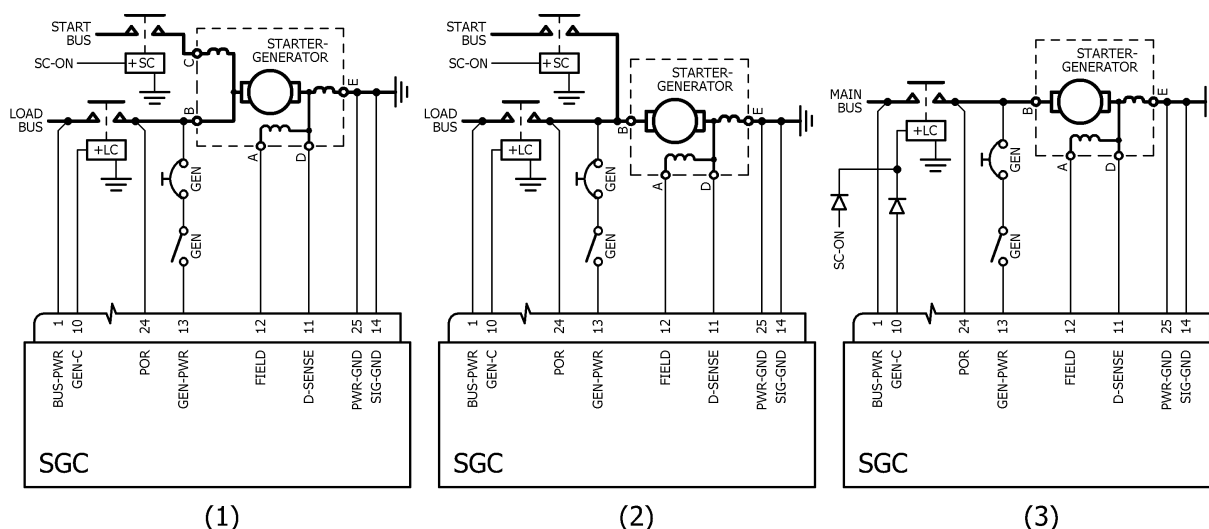 START
BUS
SC-ON
+SC
C
STARTER-
GENERATOR
LOAD
BUS
+LC
B
E
A
D
GEN
GEN
1
10
24
13
12
11
25
14
BUS-PWR
GEN-C
POR
GEN-PWR
FIELD
D-SENSE
PWR-GND
SIG-GND
SGC
(1)
START
BUS
SC-ON
+SC
STARTER-
GENERATOR
LOAD
BUS
+LC
B
E
A
D
GEN
GEN
1
10
24
13
12
11
25
14
BUS-PWR
GEN-C
POR
GEN-PWR
FIELD
D-SENSE
PWR-GND
SIG-GND
SGC
(2)
STARTER-
GENERATOR
MAIN
BUS
+LC
B
E
A
D
SC-ON
GEN
GEN
1
10
24
13
12
11
25
14
BUS-PWR
GEN-C
POR
GEN-PWR
FIELD
D-SENSE
PWR-GND
SIG-GND
SGC
(3)